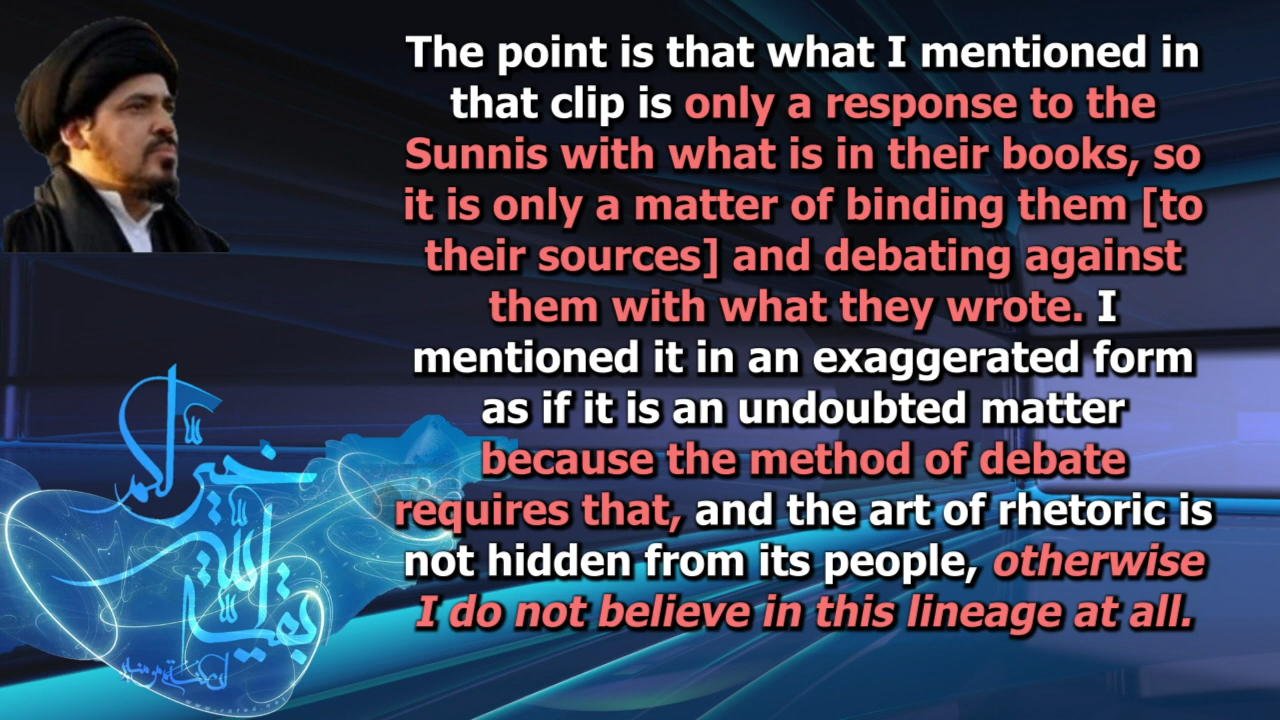 The point is that what I mentioned in
that clip is only a response to the
Sunnis with what is in their books, so
it is only a matter of binding them [to
their sources] and debating against
them with what they wrote. I
mentioned it in an exaggerated form
as if it is an undoubted matter
because the method of debate
requires that, and the art of rhetoric is
not hidden from its people, otherwise
I do not believe in this lineage at all.
بقية الله
خير لكم